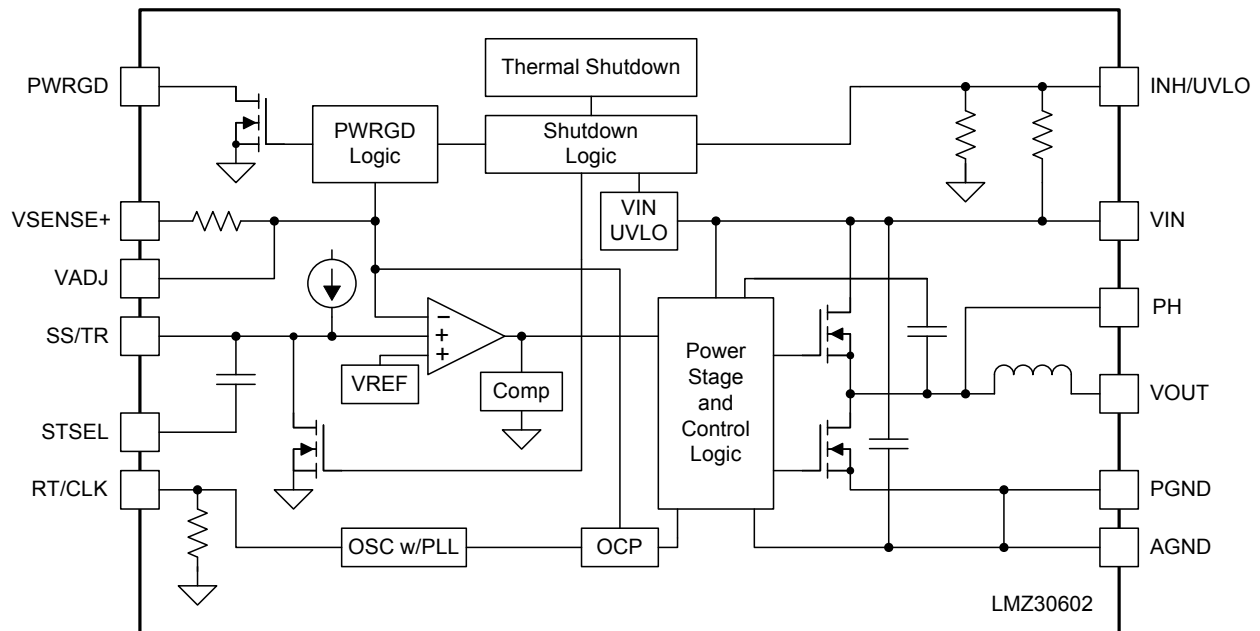 Thermal Shutdown
PWRGD
INH/UVLO
PWRGD
Logic
Shutdown
Logic
VSENSE+
VIN
UVLO
VIN
VADJ
PH
SS/TR
−
+
+
VREF
Comp
Power
Stage
and
Control
Logic
VOUT
STSEL
RT/CLK
PGND
OSC w/PLL
OCP
AGND
LMZ30602